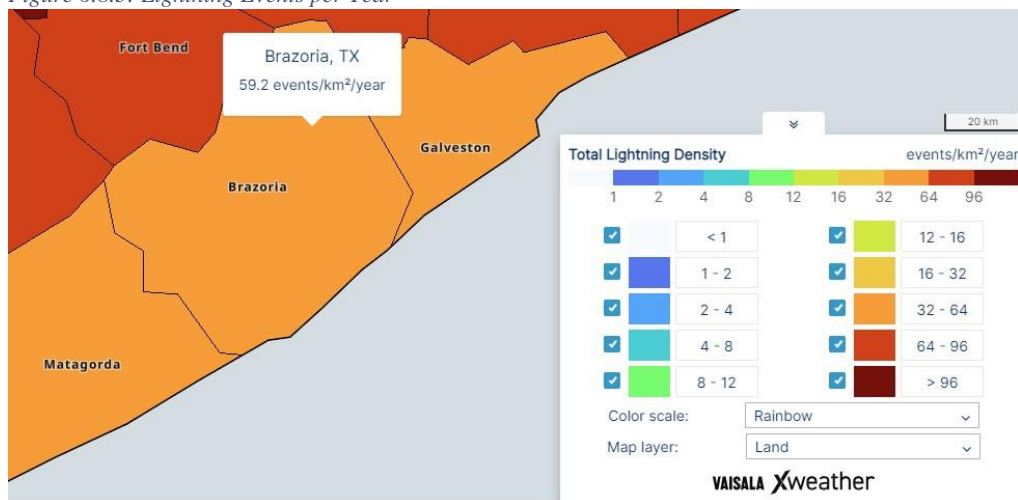 Fort Bend
Brazoria, TX
59.2 events/km²/year
Galveston
Brazoria
Matagorda
20 km
Total Lightning Density events/km²/year
1 2 4 8 12 16 32 64 96
< 1 12 - 16
1 - 2 16 - 32
2 - 4 32 - 64
4 - 8 64 - 96
8 - 12 > 96
Color scale: Rainbow
Map layer: Land
VAISALA Xweather